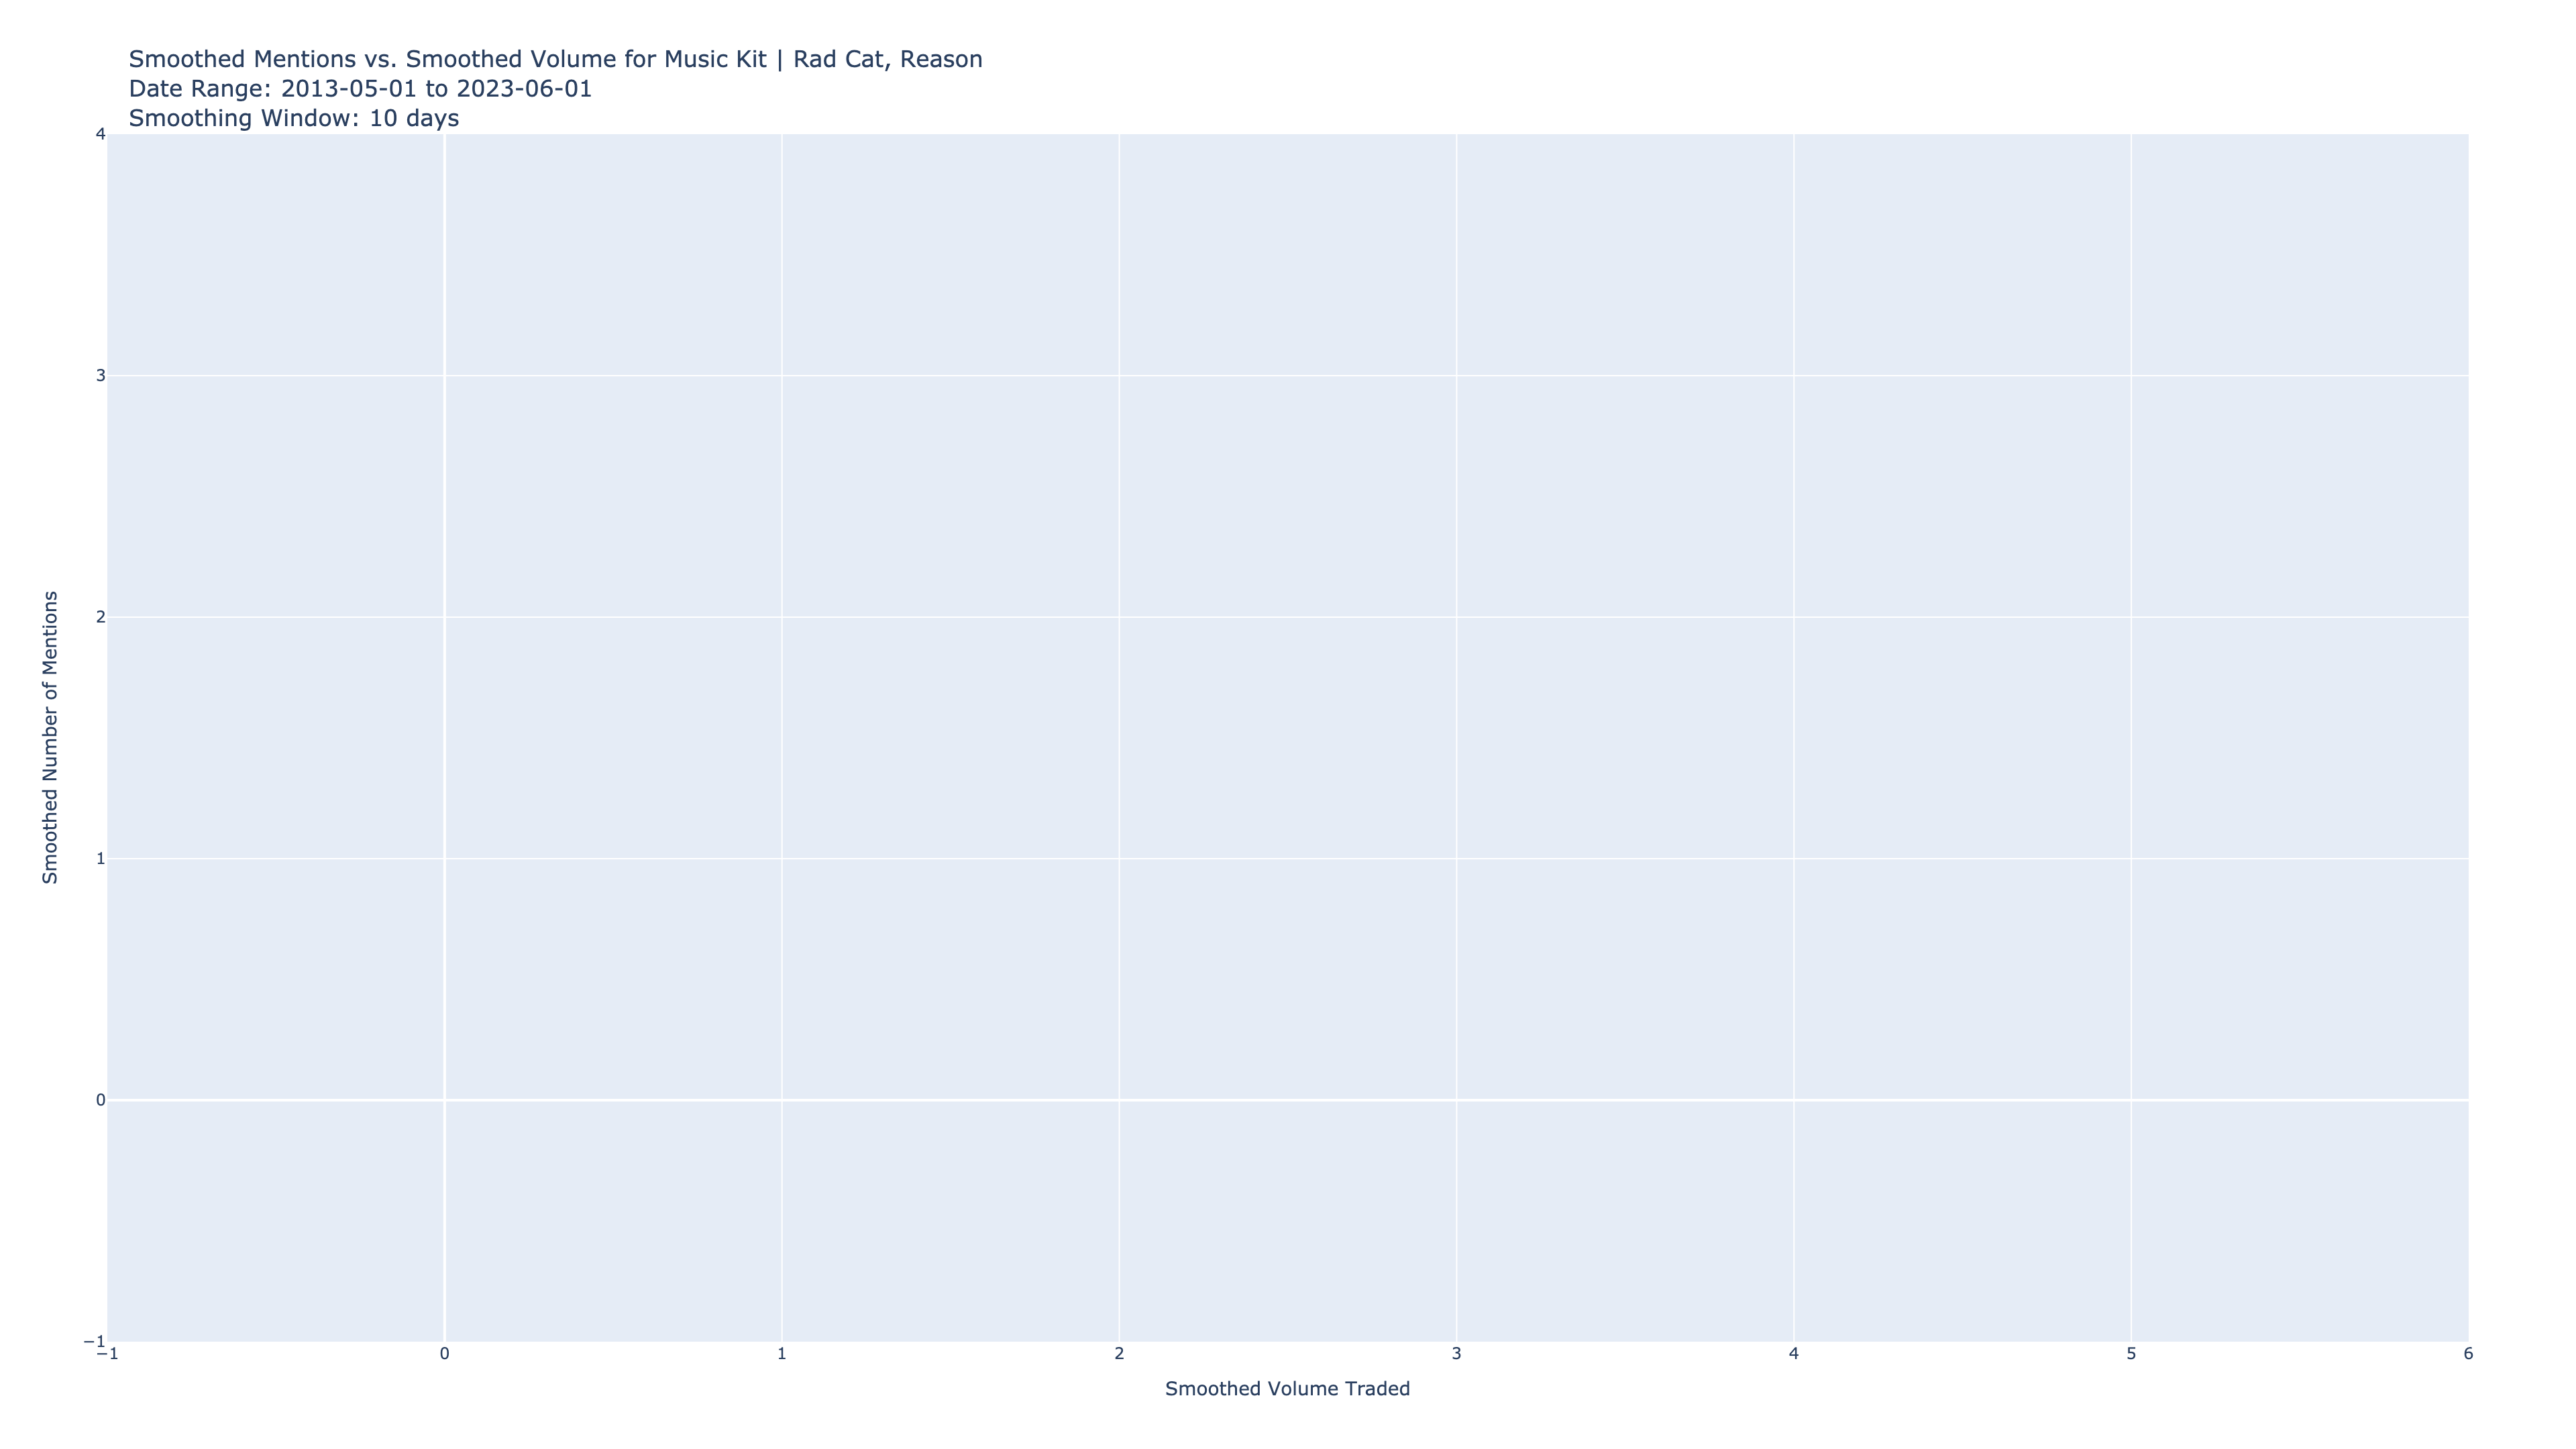 Smoothed Mentions vs. Smoothed Volume for Music Kit | Rad Cat, Reason
Date Range: 2013-05-01 to 2023-06-01
Smoothing Window: 10 days
4
3
2
1
0
−1
Smoothed Number of Mentions
−1 0 1 2 3 4 5 6
Smoothed Volume Traded